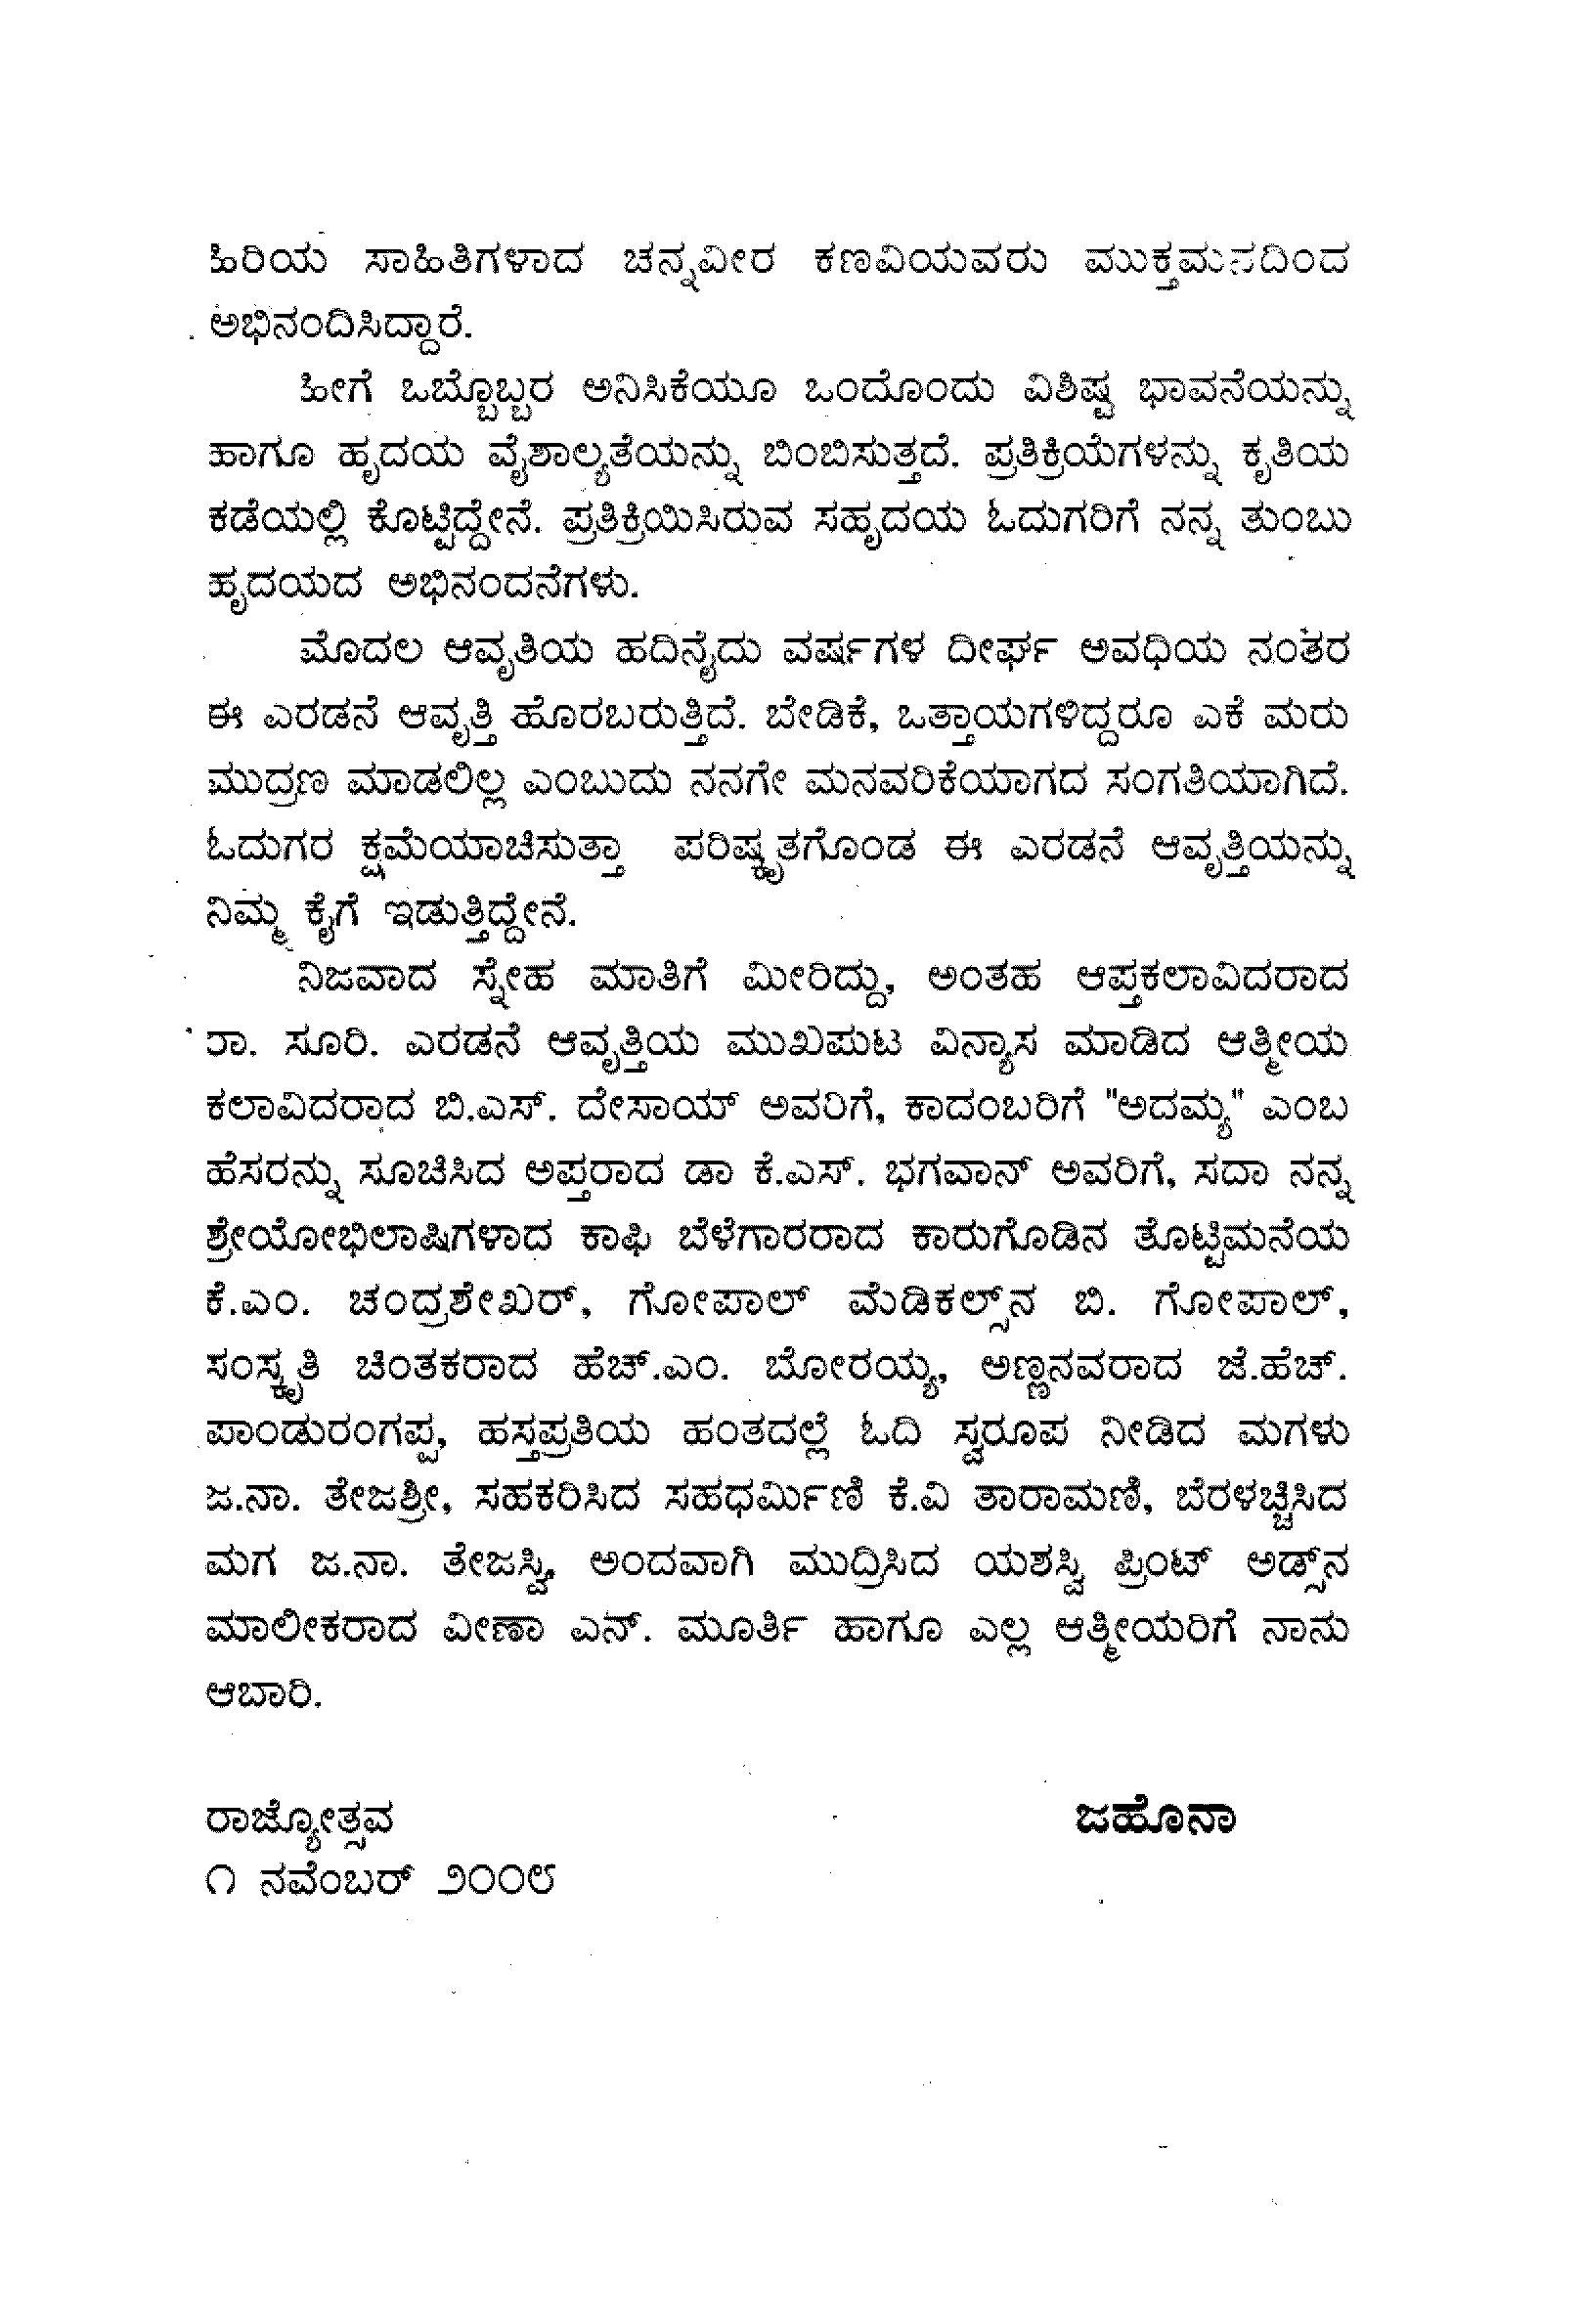 ಹಿರಿಯ ಸಾಹಿತಿಗಳಾದ ಚನ್ನವೀರ ಕಣವಿಯವರು ಮುಕ್ತಮನದಿಂದ
ಅಭಿನಂದಿಸಿದ್ದಾರೆ.
ಹೀಗೆ ಒಬ್ಬೊಬ್ಬರ ಅನಿಸಿಕೆಯೂ ಒಂದೊಂದು ವಿಶಿಷ್ಟ ಭಾವನೆಯನ್ನು
ಹಾಗೂ ಹೃದಯ ವೈಶಾಲ್ಯತೆಯನ್ನು ಬಿಂಬಿಸುತ್ತದೆ. ಪ್ರತಿಕ್ರಿಯೆಗಳನ್ನು ಕೃತಿಯ
ಕಡೆಯಲ್ಲಿ ಕೊಟ್ಟಿದ್ದೇನೆ. ಪ್ರತಿಕ್ರಿಯಿಸಿರುವ ಸಹೃದಯ ಓದುಗರಿಗೆ ನನ್ನ ತುಂಬು
ಹೃದಯದ ಅಭಿನಂದನೆಗಳು.
ಮೊದಲ ಆವೃತಿಯ ಹದಿನೈದು ವರ್ಷಗಳ ದೀರ್ಘ ಅವಧಿಯ ನಂತರ
ಈ ಎರಡನೆ ಆವೃತ್ತಿ ಹೊರಬರುತ್ತಿದೆ. ಬೇಡಿಕೆ, ಒತ್ತಾಯಗಳಿದ್ದರೂ ಎಕೆ ಮರು
ಮುದ್ರಣ ಮಾಡಲಿಲ್ಲ ಎಂಬುದು ನನಗೇ ಮನವರಿಕೆಯಾಗದ ಸಂಗತಿಯಾಗಿದೆ.
ಓದುಗರ ಕ್ಷಮೆಯಾಚಿಸುತ್ತಾ ಪರಿಷ್ಕೃತಗೊಂಡ ಈ ಎರಡನೆ ಆವೃತ್ತಿಯನ್ನು
ನಿಮ್ಮ ಕೈಗೆ ಇಡುತ್ತಿದ್ದೇನೆ.
ನಿಜವಾದ ಸ್ನೇಹ ಮಾತಿಗೆ ಮೀರಿದ್ದು, ಅಂತಹ ಆಪ್ತಕಲಾವಿದರಾದ
ರಾ. ಸೂರಿ. ಎರಡನೆ ಆವೃತ್ತಿಯ ಮುಖಪುಟ ವಿನ್ಯಾಸ ಮಾಡಿದ ಆತ್ಮೀಯ
ಕಲಾವಿದರಾದ ಬಿ.ಎಸ್. ದೇಸಾಯ್ ಅವರಿಗೆ, ಕಾದಂಬರಿಗೆ "ಅದಮ್ಯ" ಎಂಬ
ಹೆಸರನ್ನು ಸೂಚಿಸಿದ ಅಪ್ತರಾದ ಡಾ ಕೆ.ಎಸ್. ಭಗವಾನ್ ಅವರಿಗೆ, ಸದಾ ನನ್ನ
ಶ್ರೇಯೋಭಿಲಾಷಿಗಳಾದ ಕಾಫಿ ಬೆಳೆಗಾರರಾದ ಕಾರುಗೊಡಿನ ತೊಟ್ಟಿಮನೆಯ
ಕೆ.ಎಂ. ಚಂದ್ರಶೇಖರ್, ಗೋಪಾಲ್ ಮೆಡಿಕಲ್ಸ್‌ನ ಬಿ. ಗೋಪಾಲ್,
ಸಂಸ್ಕೃತಿ ಚಿಂತಕರಾದ ಹೆಚ್.ಎಂ. ಬೋರಯ್ಯ, ಅಣ್ಣನವರಾದ ಜೆ.ಹೆಚ್.
ಪಾಂಡುರಂಗಪ್ಪ, ಹಸ್ತಪ್ರತಿಯ ಹಂತದಲ್ಲೆ ಓದಿ ಸ್ವರೂಪ ನೀಡಿದ ಮಗಳು
ಜ.ನಾ. ತೇಜಶ್ರೀ, ಸಹಕರಿಸಿದ ಸಹಧರ್ಮಿಣಿ ಕೆ.ವಿ ತಾರಾಮಣಿ, ಬೆರಳಚ್ಚಿಸಿದ
ಮಗ ಜ.ನಾ. ತೇಜಸ್ವಿ, ಅಂದವಾಗಿ ಮುದ್ರಿಸಿದ ಯಶಸ್ವಿ ಪ್ರಿಂಟ್ ಅಡ್ಸ್‌ನ
ಮಾಲೀಕರಾದ ವೀಣಾ ಎನ್. ಮೂರ್ತಿ ಹಾಗೂ ಎಲ್ಲ ಆತ್ಮೀಯರಿಗೆ ನಾನು
ಆಬಾರಿ.
ರಾಜ್ಯೋತ್ಸವ ಜಹೊನಾ
೧ ನವೆಂಬರ್ ೨೦೦೮